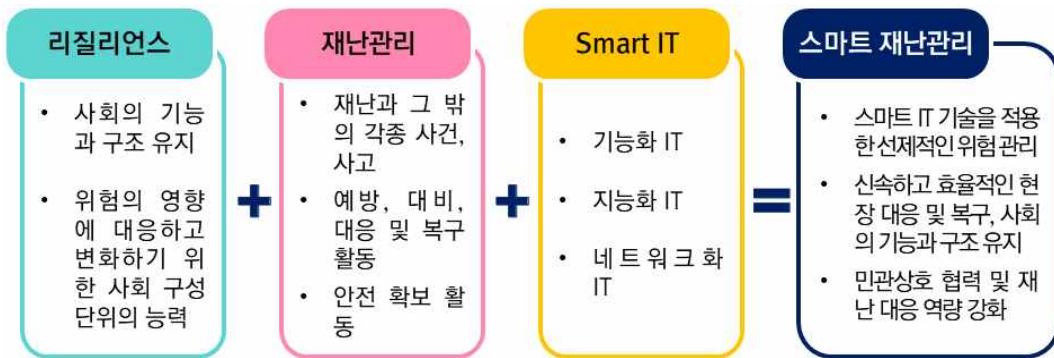 리질리언스
• 사회의 기능
과 구조 유지
• 위험의 영향
에 대응하고
변화하기 위
한 사회 구성
단위의 능력
+
재난관리
• 재난과 그 밖
의 각종 사건,
사고
• 예방, 대비,
대응 및 복구
활동
• 안전 확보 활
동
+
Smart IT
• 기능화 IT
• 지능화 IT
• 네트워크화
IT
=
스마트 재난관리
• 스마트 IT 기술을 적용
한 선제적인 위험 관리
• 신속하고 효율적인 현
장 대응 및 복구, 사회
의 기능과 구조 유지
• 민관상호 협력 및 재
난 대응 역량 강화